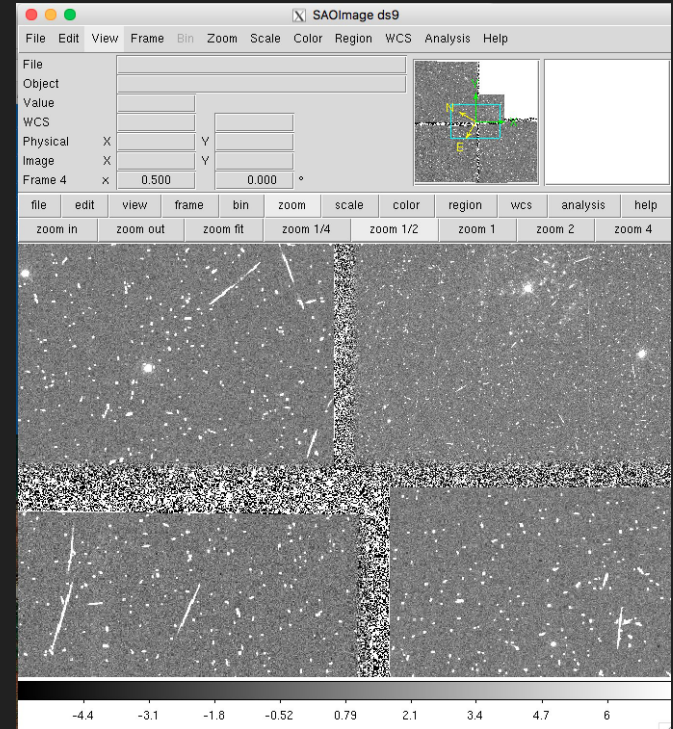 SAOImage ds9
File Edit View Frame Bin Zoom Scale Color Region WCS Analysis Help
File
Object
Value
WCS
Physical X Y
Image X Y
Frame 4 x 0.500 0.000 °
N
E
file edit view frame bin zoom scale color region wcs analysis help
zoom in zoom out zoom fit zoom 1/4 zoom 1/2 zoom 1 zoom 2 zoom 4
-4.4 -3.1 -1.8 -0.52 0.79 2.1 3.4 4.7 6